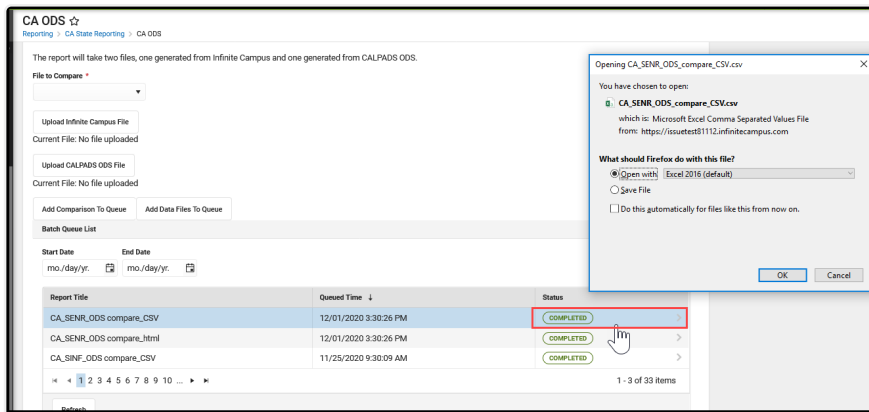 CA ODS ☆
Reporting > CA State Reporting > CA ODS
The report will take two files, one generated from Infinite Campus and one generated from CALPADS ODS.
File to Compare *
Upload Infinite Campus File
Current File: No file uploaded
Upload CALPADS ODS File
Current File: No file uploaded
Add Comparison To Queue Add Data Files To Queue
Batch Queue List
Start Date End Date
mo./day/yr. mo./day/yr.
Report Title Queued Time ↓ Status
CA_SENR_ODS compare_CSV 12/01/2020 3:30:26 PM COMPLETED >
CA_SENR_ODS compare_html 12/01/2020 3:30:26 PM COMPLETED >
CA_SINF_ODS compare_CSV 11/25/2020 9:30:09 AM COMPLETED >
1 2 3 4 5 6 7 8 9 10 ... 1 - 3 of 33 items
Refresh
Opening CA_SENR_ODS_compare_CSV.csv
You have chosen to open:
CA_SENR_ODS_compare_CSV.csv
which is: Microsoft Excel Comma Separated Values File
from: https://issuetest81112.infinitecampus.com
What should Firefox do with this file?
Open with Excel 2016 (default)
Save File
Do this automatically for files like this from now on.
OK Cancel